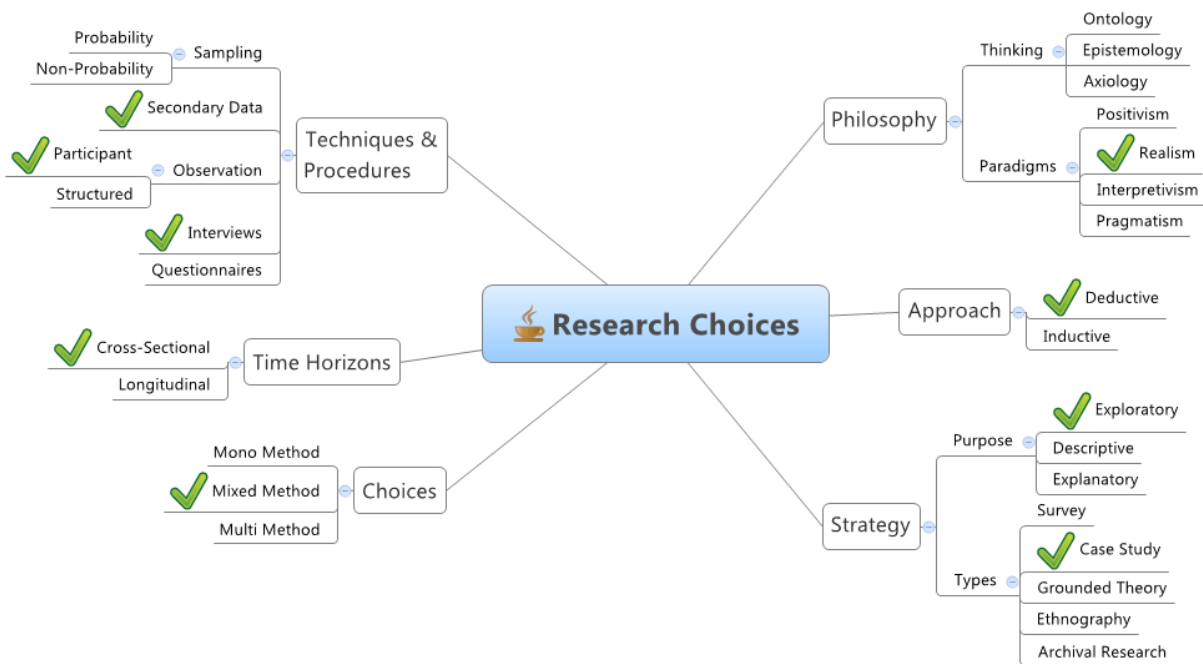 Research Choices
Philosophy
Thinking
Ontology
Epistemology
Axiology
Paradigms
Positivism
Realism
Interpretivism
Pragmatism
Approach
Deductive
Inductive
Strategy
Purpose
Exploratory
Descriptive
Explanatory
Types
Survey
Case Study
Grounded Theory
Ethnography
Archival Research
Techniques &
Procedures
Sampling
Probability
Non-Probability
Secondary Data
Observation
Participant
Structured
Interviews
Questionnaires
Time Horizons
Cross-Sectional
Longitudinal
Choices
Mono Method
Mixed Method
Multi Method